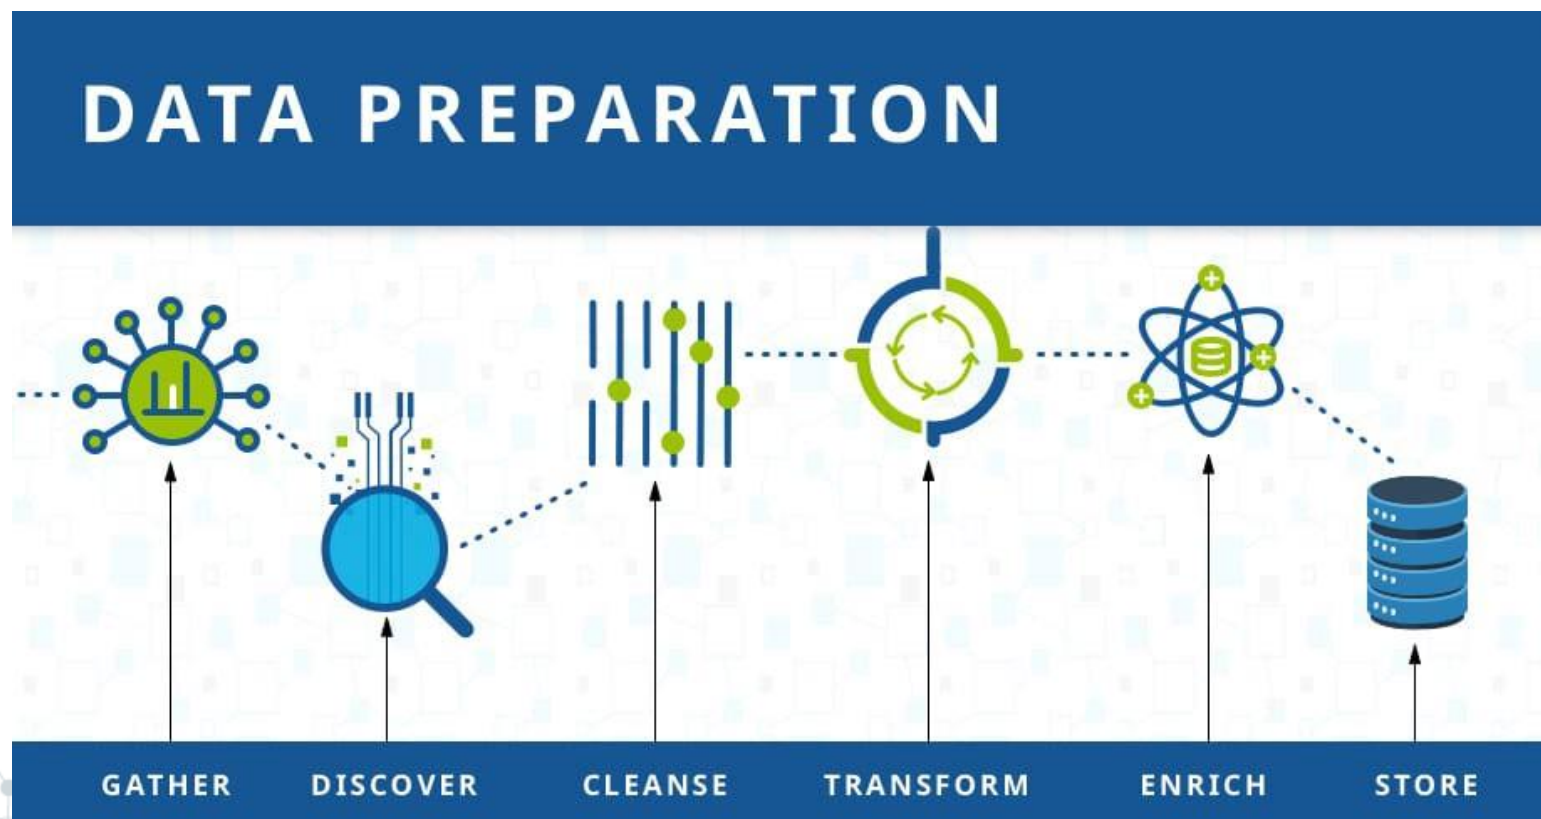 DATA PREPARATION
GATHER DISCOVER CLEANSE TRANSFORM ENRICH STORE